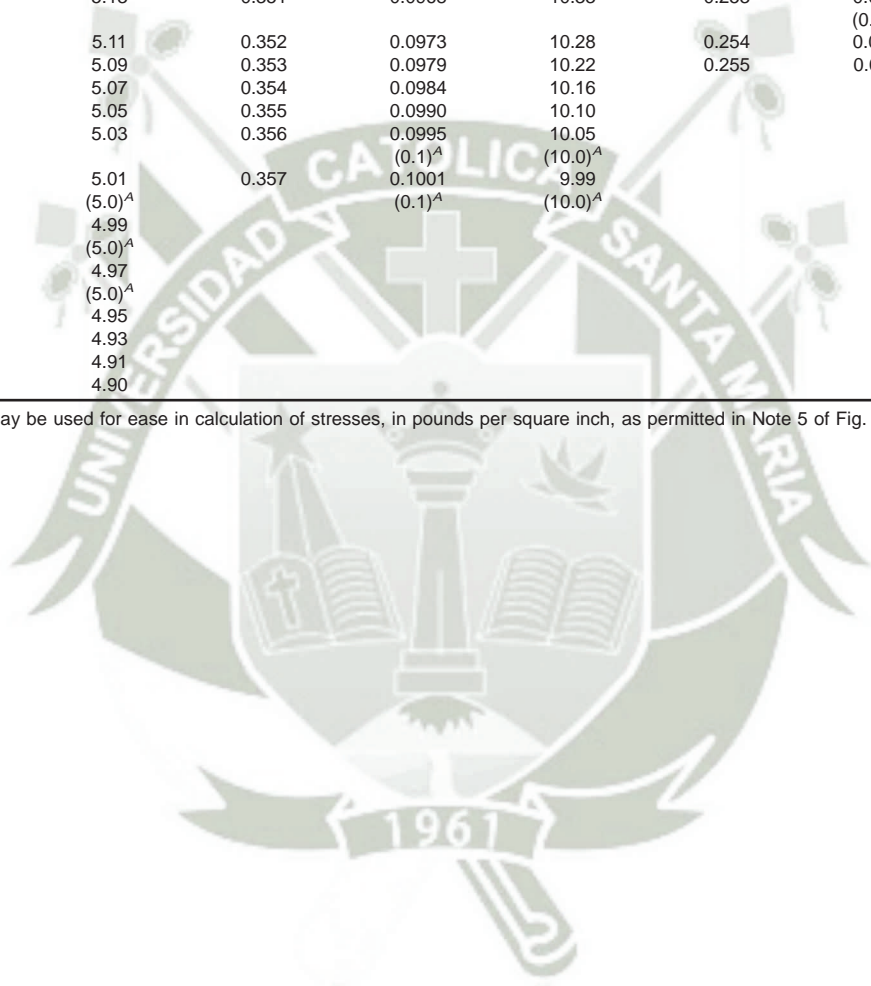 5.11 0.352 0.0973 10.28 0.254
5.09 0.353 0.0979 10.22 0.255
5.07 0.354 0.0984 10.16
5.05 0.355 0.0990 10.10
5.03 0.356 0.0995 10.05
(0.1)A (10.0)A
5.01 0.357 0.1001 9.99
(5.0)A (0.1)A (10.0)A
4.99
(5.0)A
4.97
(5.0)A
4.95
4.93
4.91
4.90
be used for ease in calculation of stresses, in pounds per square inch, as permitted in Note 5 of Fig.
UNIVERSIDAD CATOLICA SANTA MARIA
1961